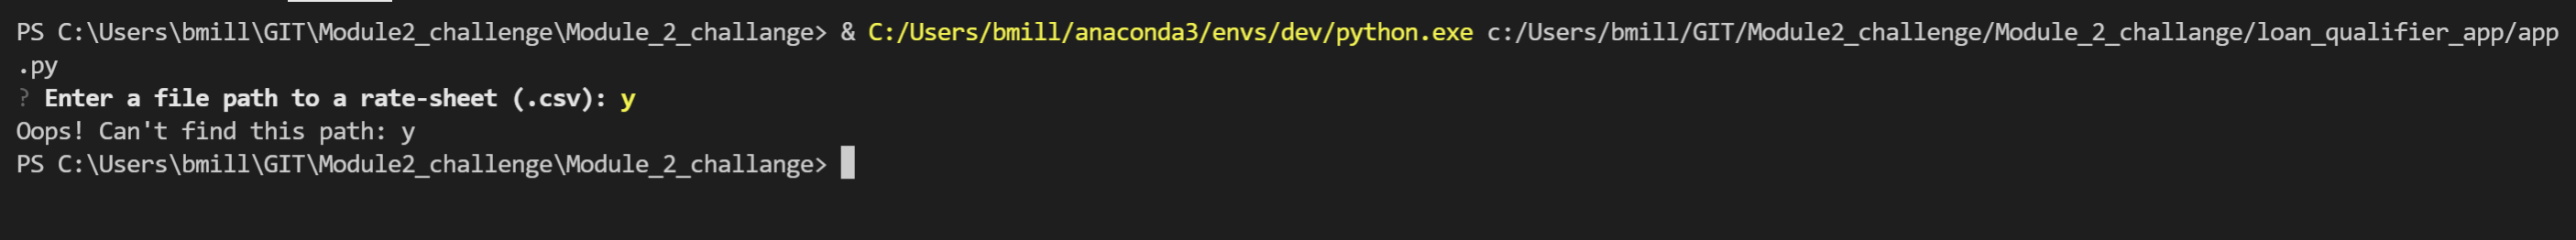 PS C:\Users\bmill\GIT\Module2_challenge\Module_2_challange> & C:/Users/bmill/anaconda3/envs/dev/python.exe c:/Users/bmill/GIT/Module2_challenge/Module_2_challange/loan_qualifier_app/app
.py
? Enter a file path to a rate-sheet (.csv): y
Oops! Can't find this path: y
PS C:\Users\bmill\GIT\Module2_challenge\Module_2_challange>